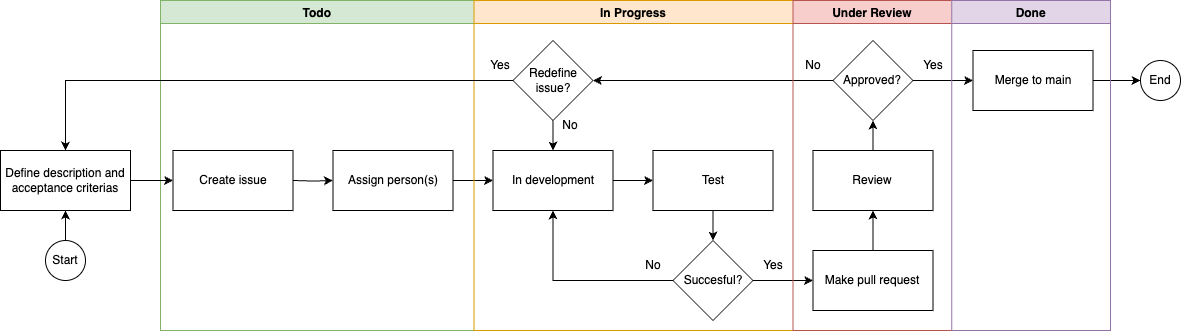 Todo
In Progress
Under Review
Done
Yes
Redefine
issue?
No
Approved?
Yes
Merge to main
End
No
Define description and
acceptance criterias
Create issue
Assign person(s)
In development
Test
Review
Start
No
Succesful?
Yes
Make pull request